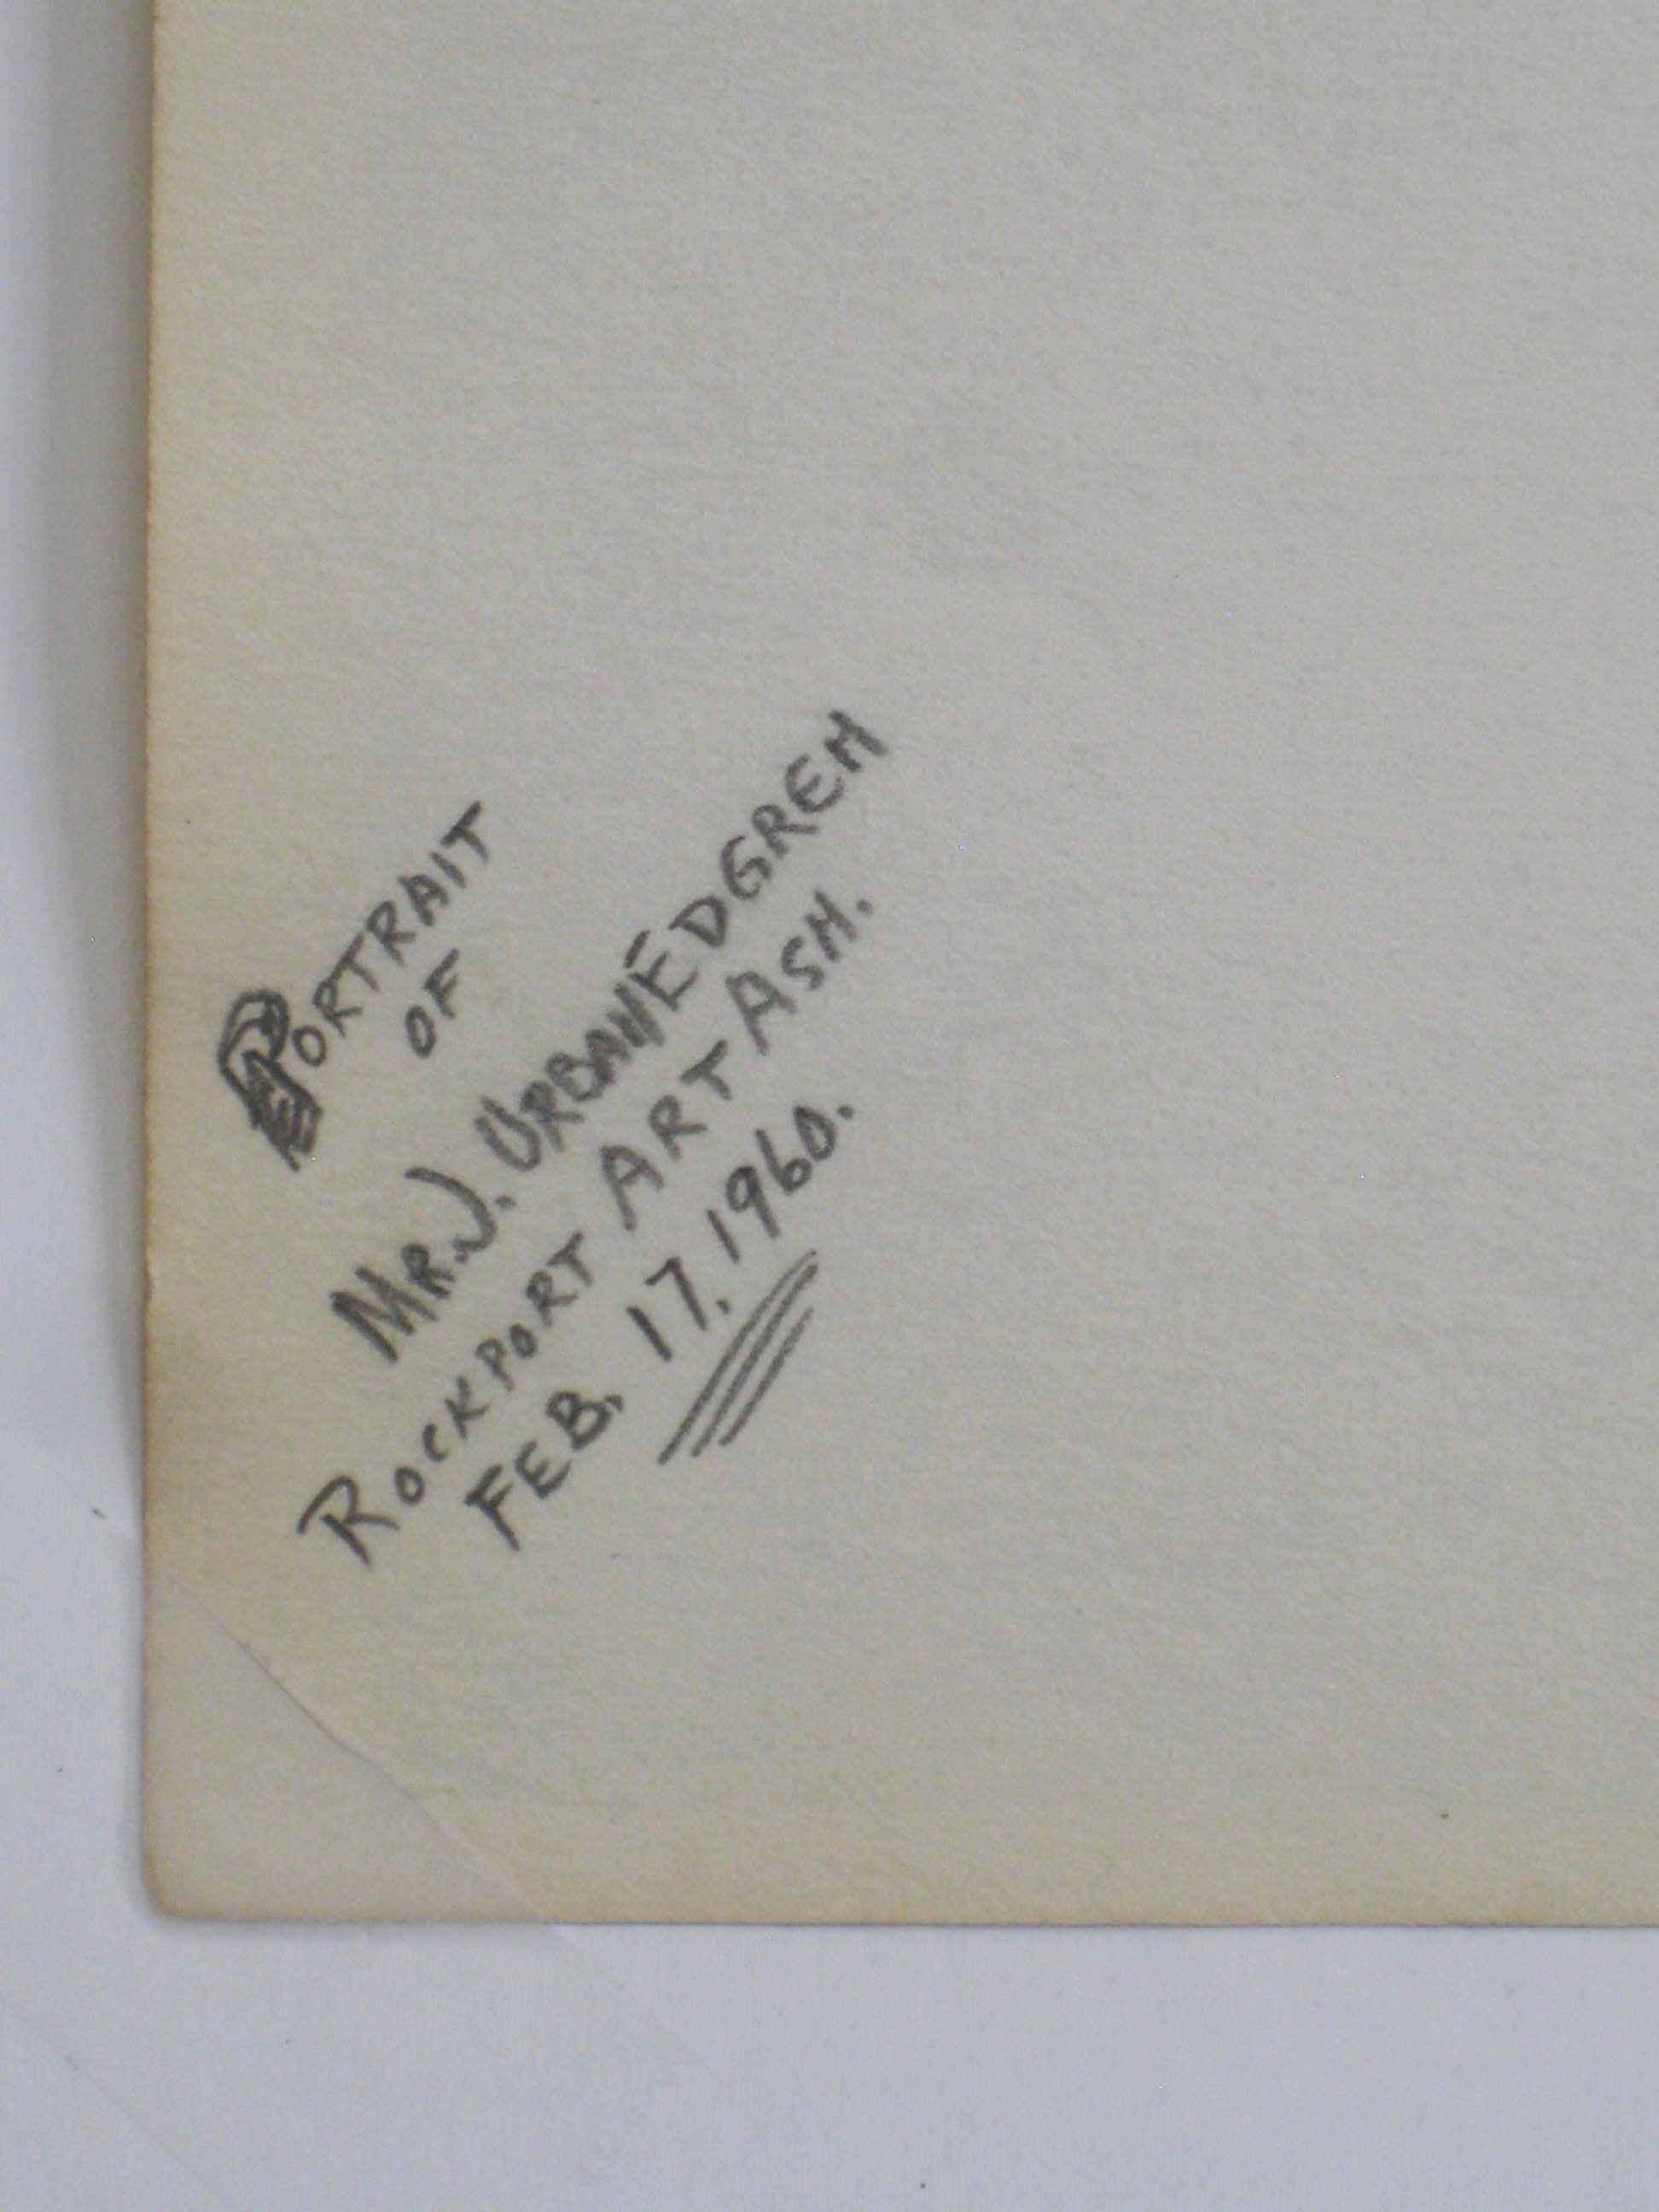 PORTRAIT
OF
MR. J. URBAN EDGREN
ROCKPORT ART ASN.
FEB. 17, 1960.